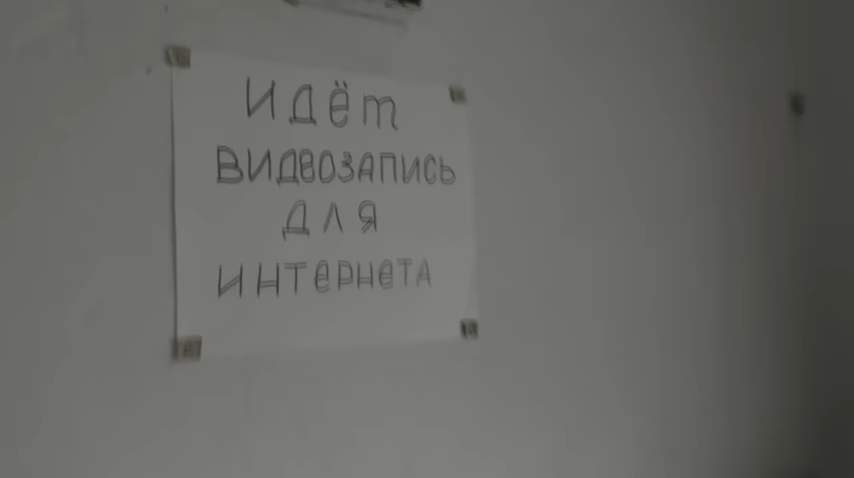 Идёт
видеозапись
для
интернета